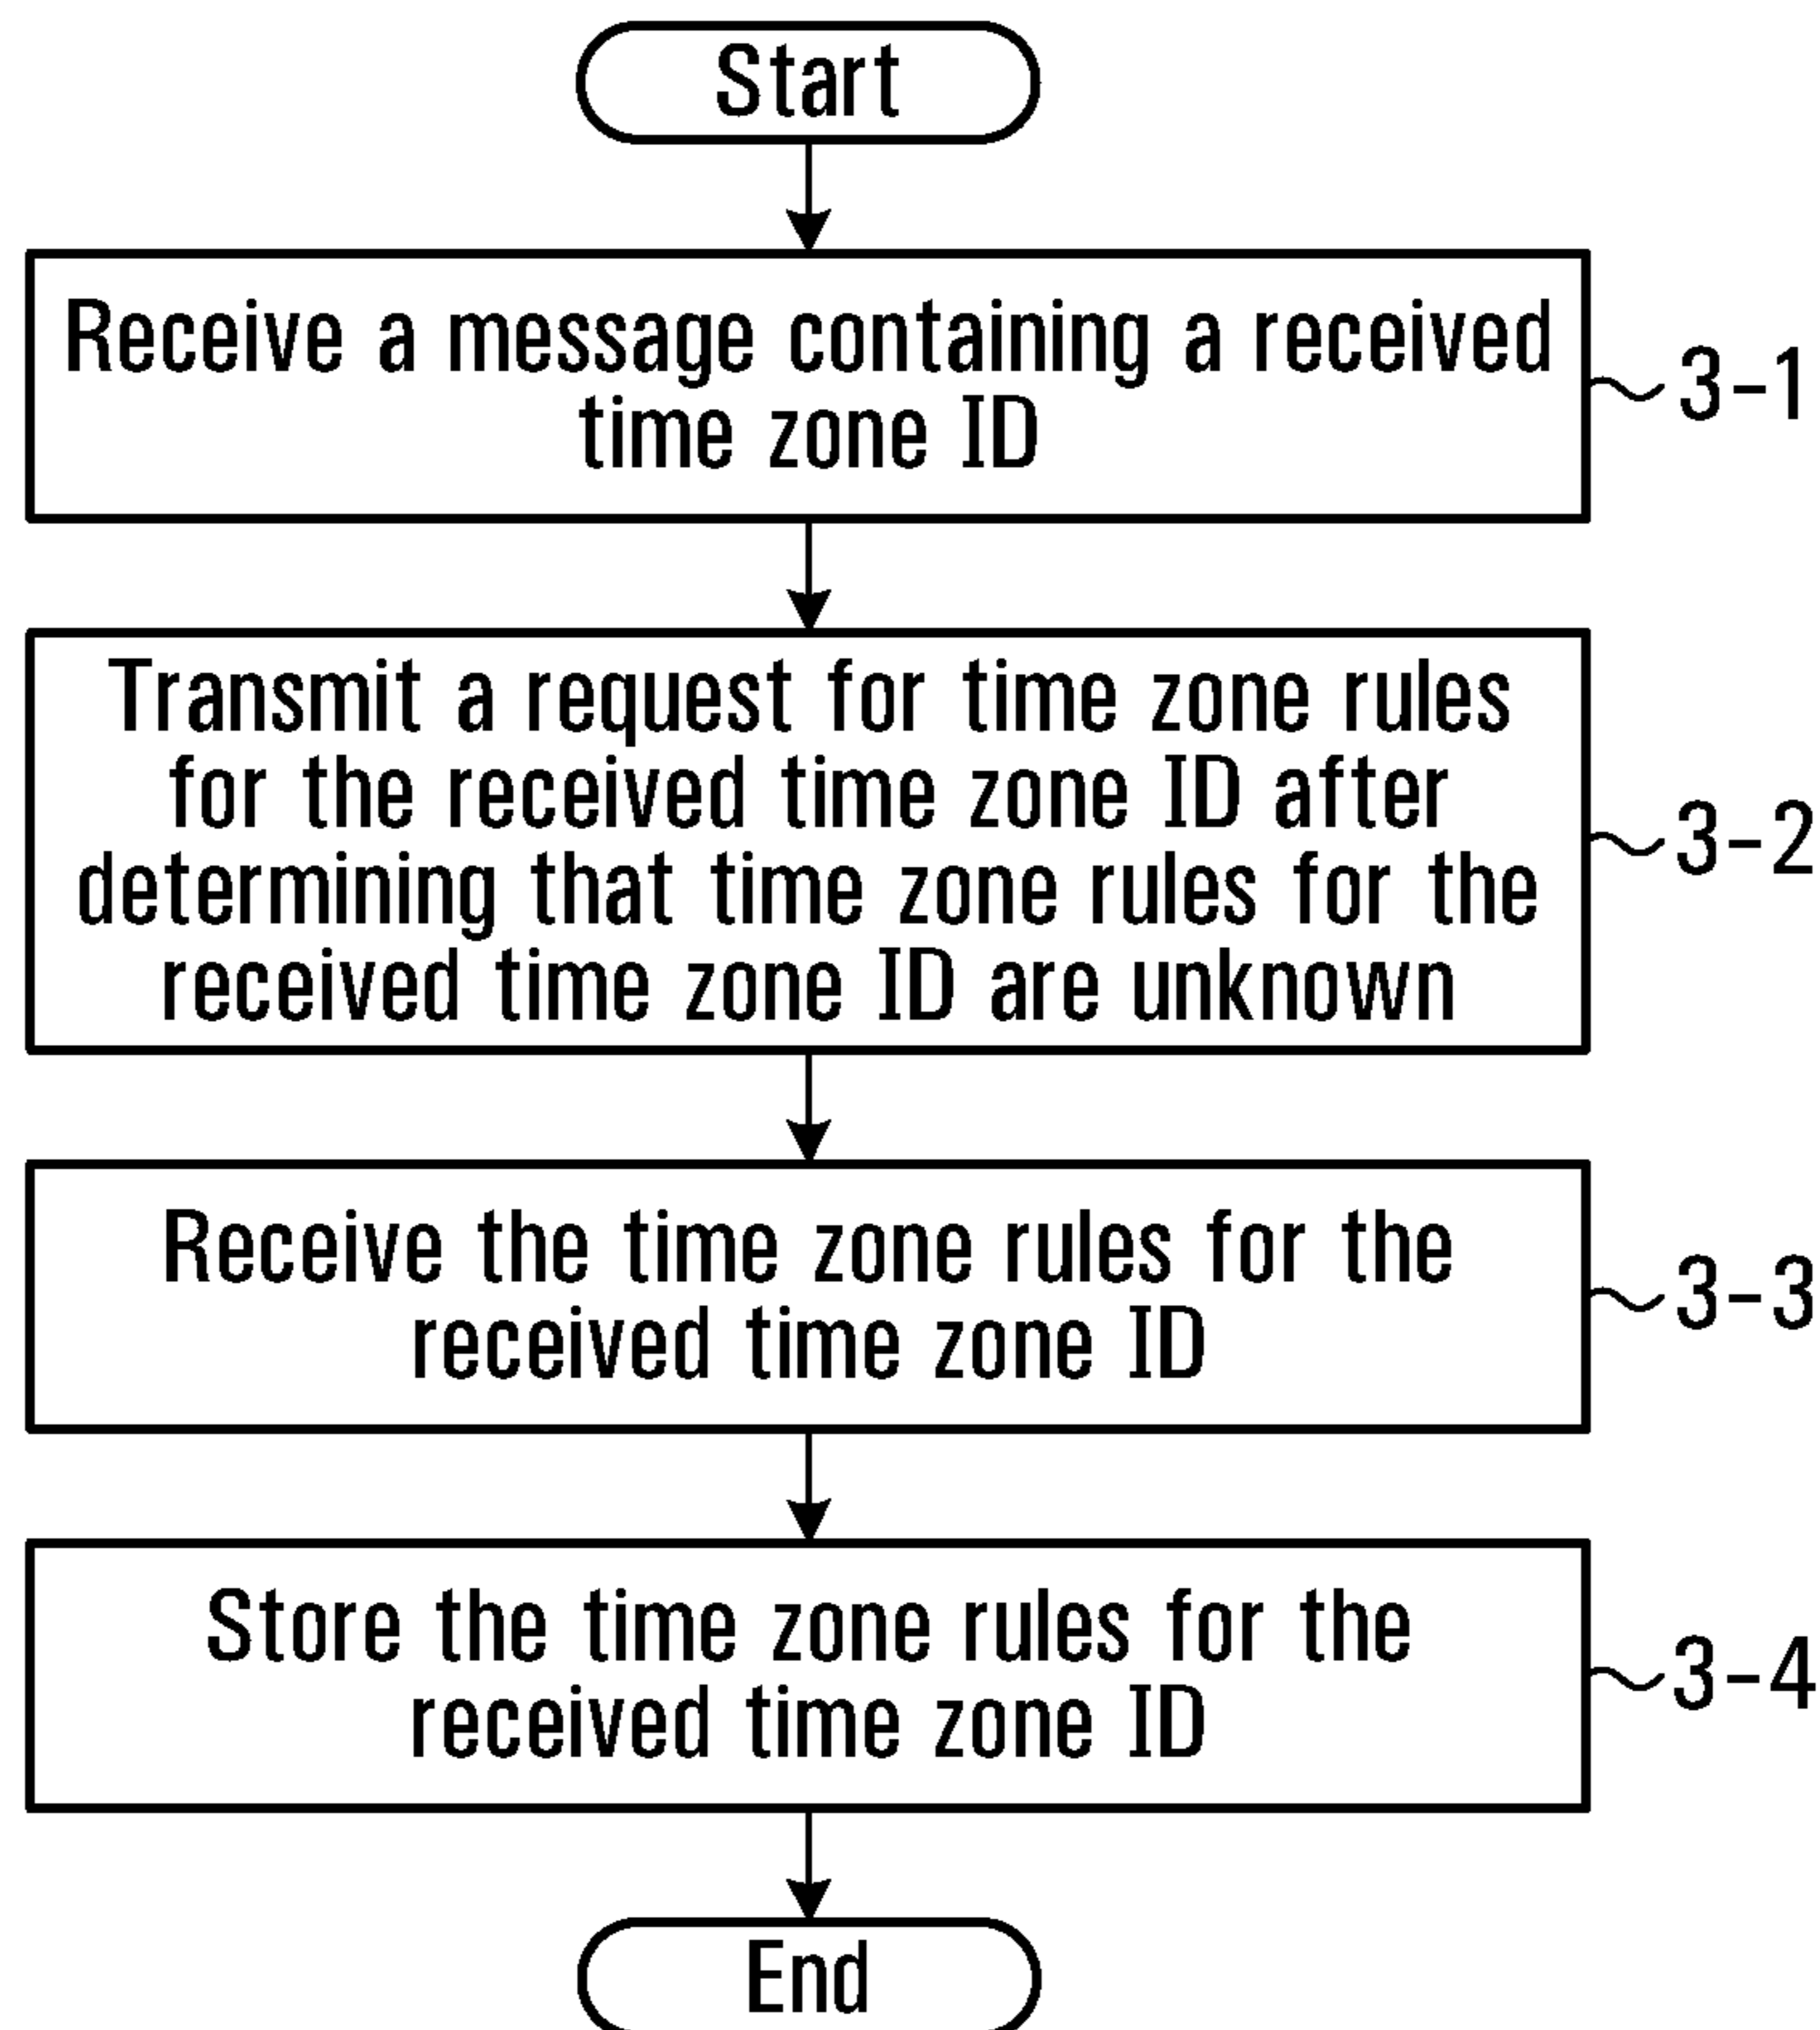 Start
Receive a message containing a received
time zone ID
3-1
Transmit a request for time zone rules
for the received time zone ID after
determining that time zone rules for the
received time zone ID are unknown
3-2
Receive the time zone rules for the
received time zone ID
3-3
Store the time zone rules for the
received time zone ID
3-4
End